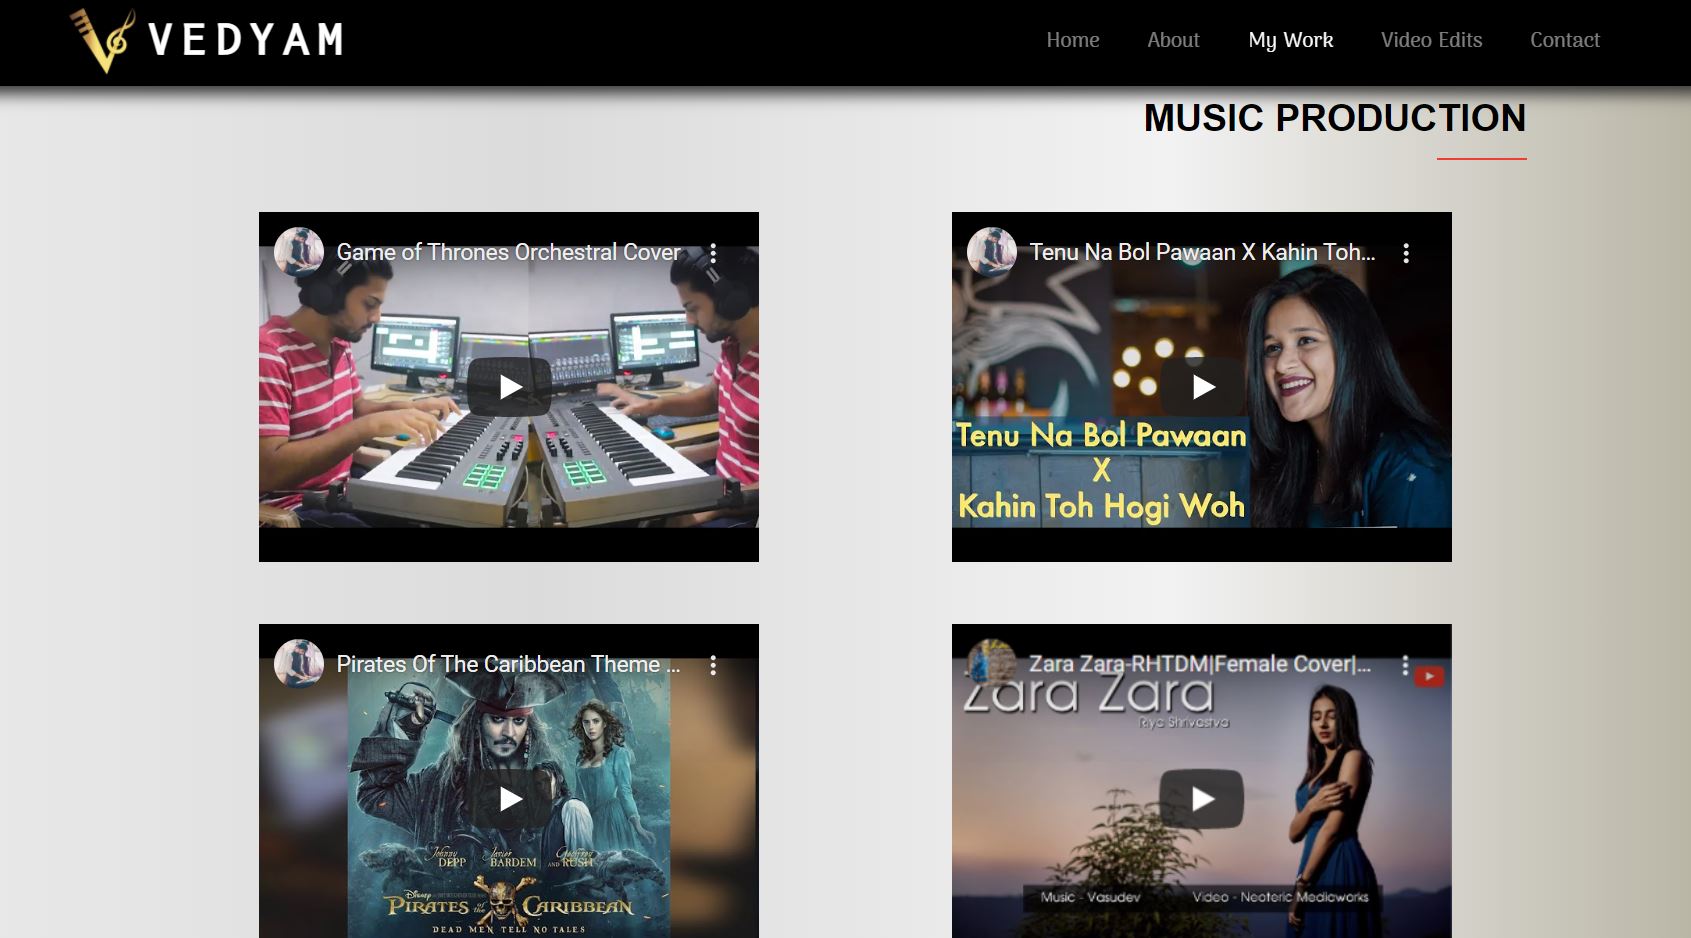 VEDYAM
Home About My Work Video Edits Contact
MUSIC PRODUCTION
Game of Thrones Orchestral Cover
Tenu Na Bol Pawaan X Kahin Toh...
Tenu Na Bol Pawaan
X
Kahin Toh Hogi Woh
Pirates Of The Caribbean Theme ...
Johnny DEPP Javier BARDEM AND Geoffrey RUSH
Disney
PIRATES of the CARIBBEAN
DEAD MEN TELL NO TALES
Zara Zara-RHTDM|Female Cover|...
Zara Zara
Riya Shrivastva
Music - Vasudev Video - Neoteric Mediaworks